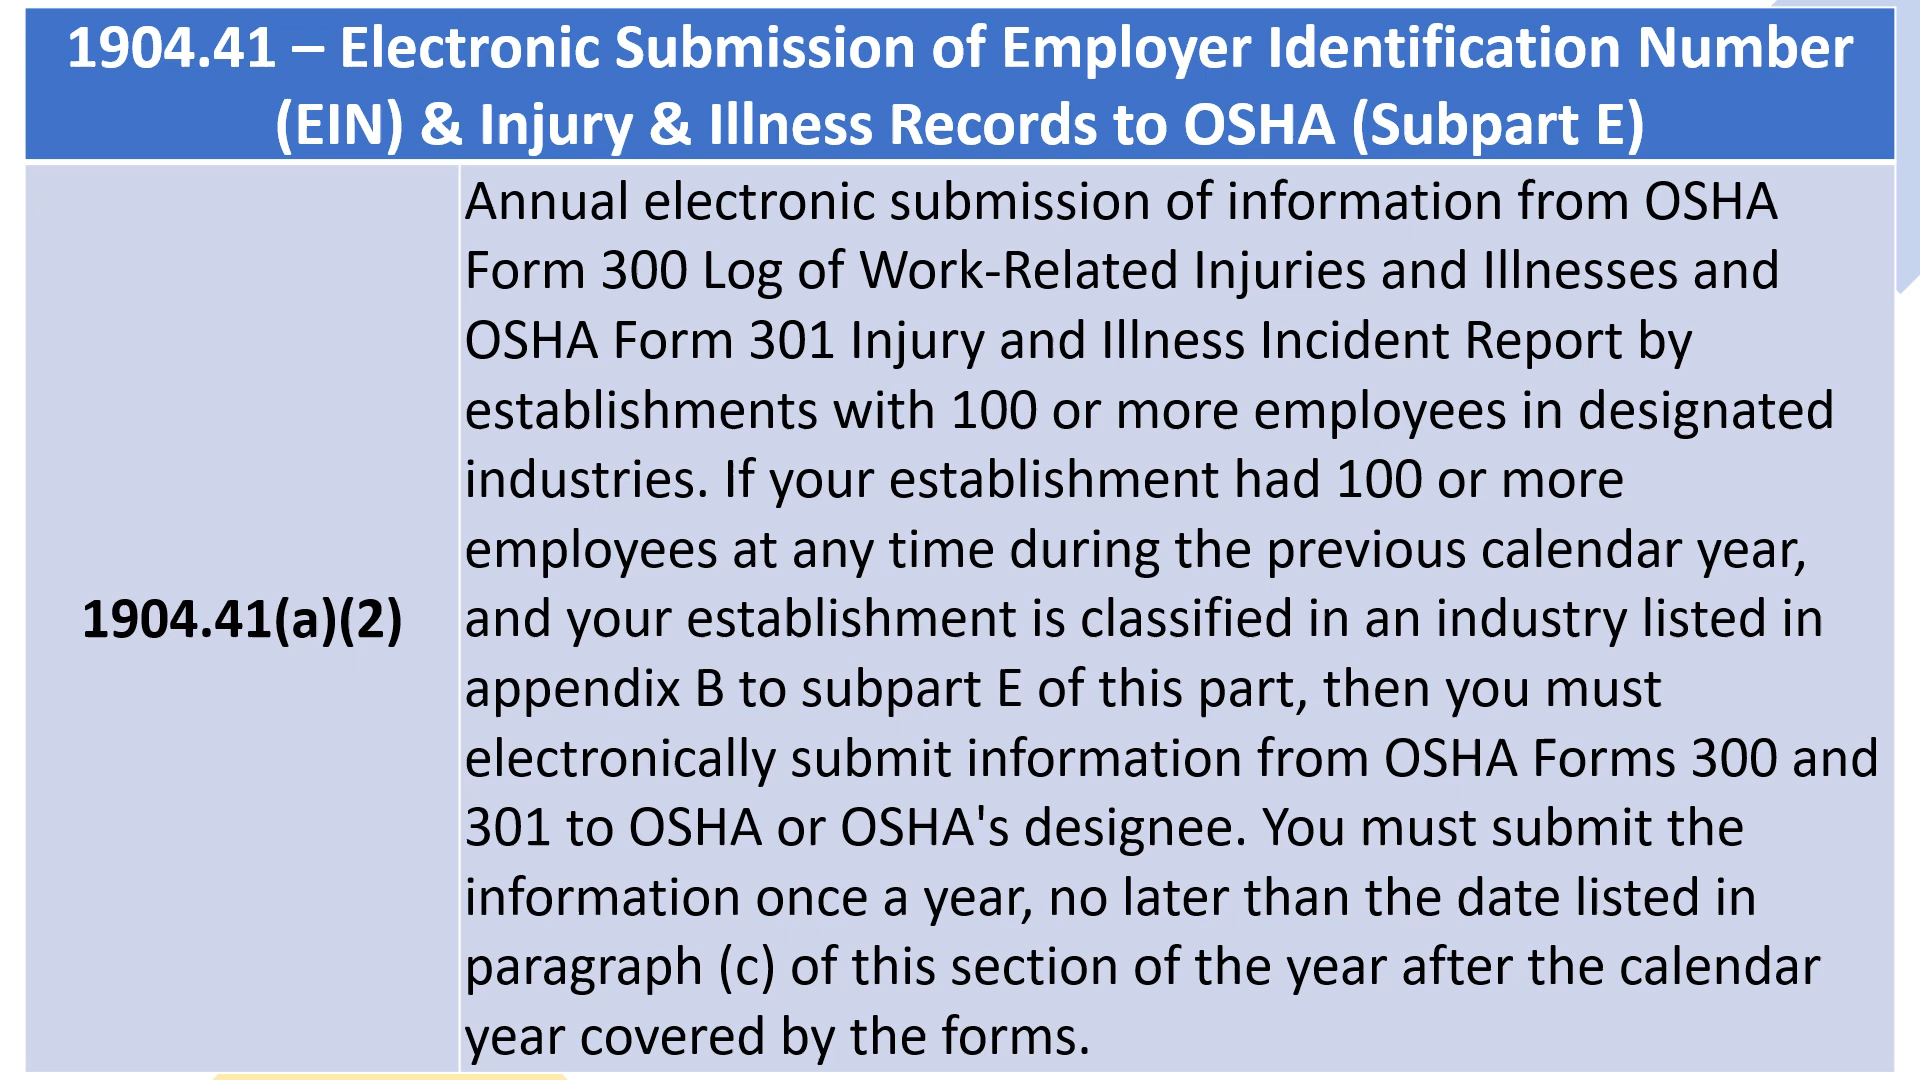 1904.41 – Electronic Submission of Employer Identification Number
(EIN) & Injury & Illness Records to OSHA (Subpart E)
1904.41(a)(2)
Annual electronic submission of information from OSHA
Form 300 Log of Work-Related Injuries and Illnesses and
OSHA Form 301 Injury and Illness Incident Report by
establishments with 100 or more employees in designated
industries. If your establishment had 100 or more
employees at any time during the previous calendar year,
and your establishment is classified in an industry listed in
appendix B to subpart E of this part, then you must
electronically submit information from OSHA Forms 300 and
301 to OSHA or OSHA's designee. You must submit the
information once a year, no later than the date listed in
paragraph (c) of this section of the year after the calendar
year covered by the forms.